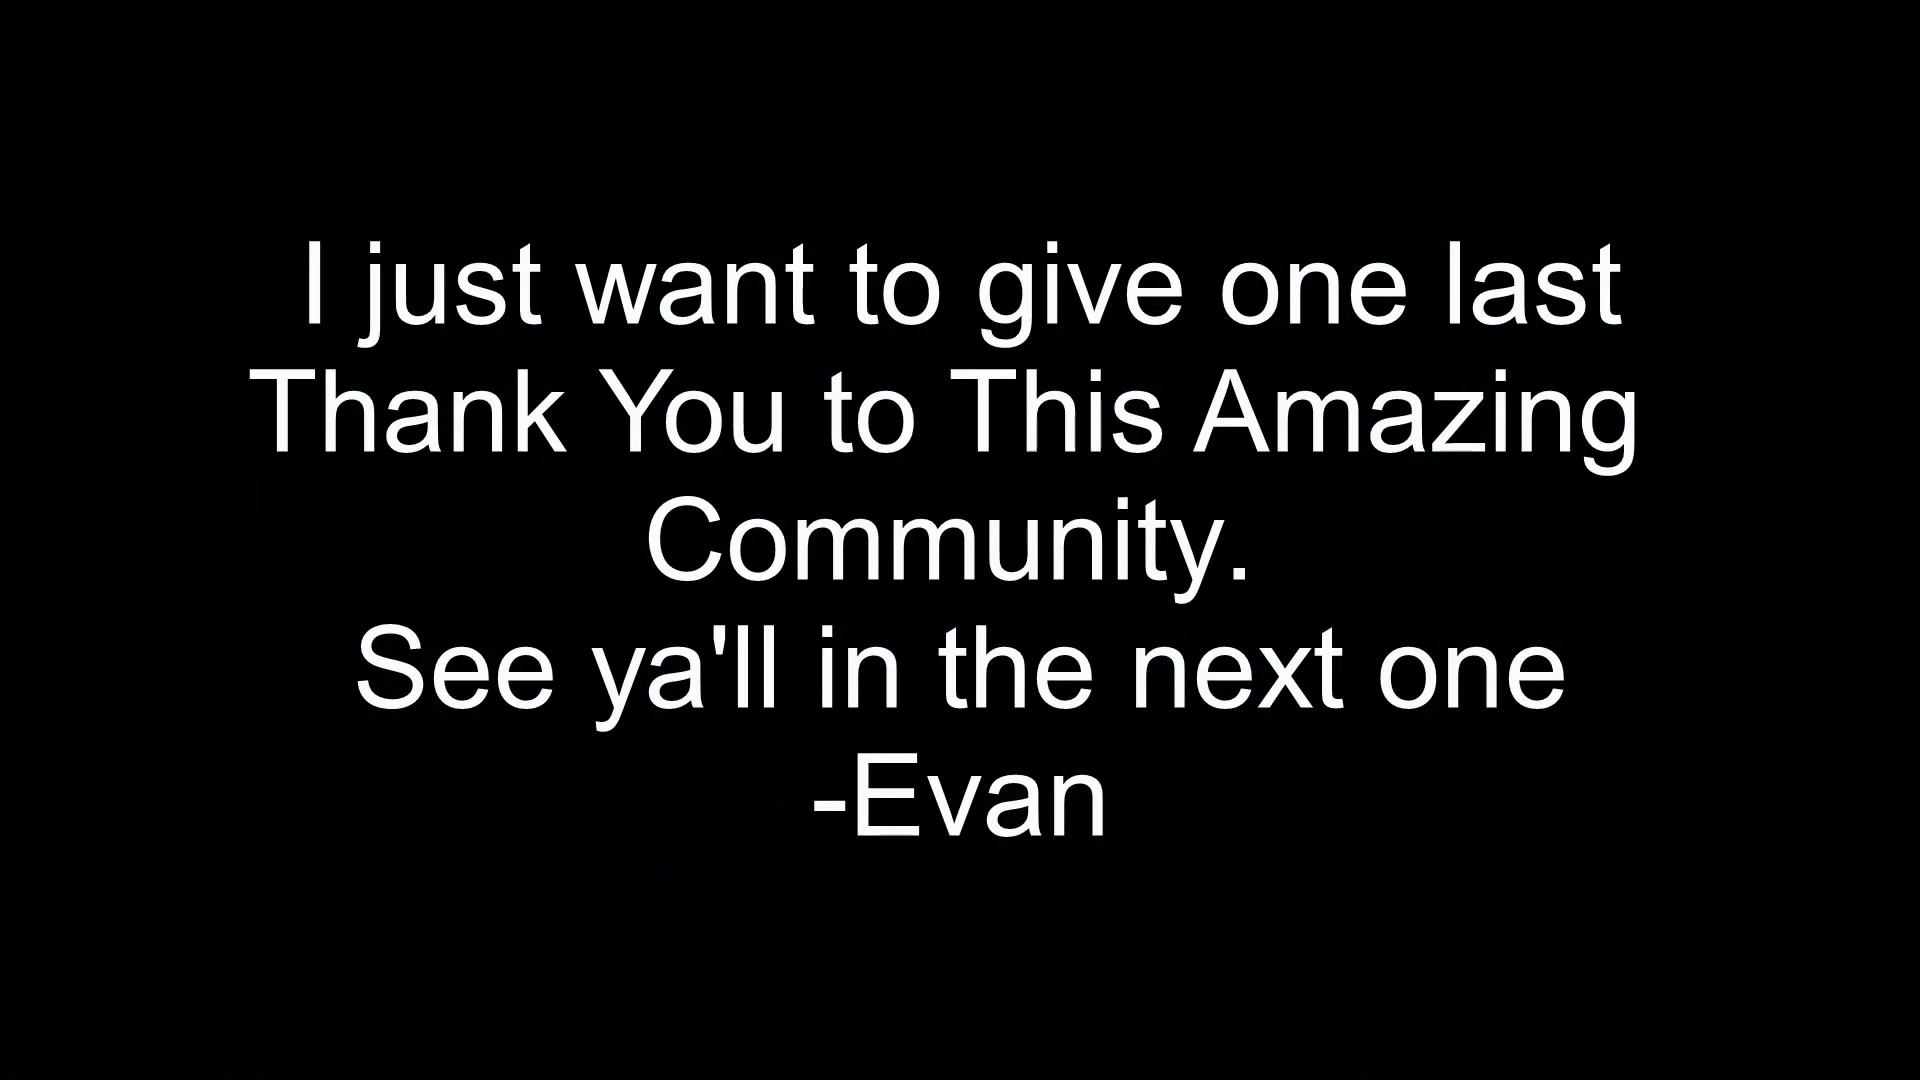 I just want to give one last
Thank You to This Amazing
Community.
See ya'll in the next one
-Evan